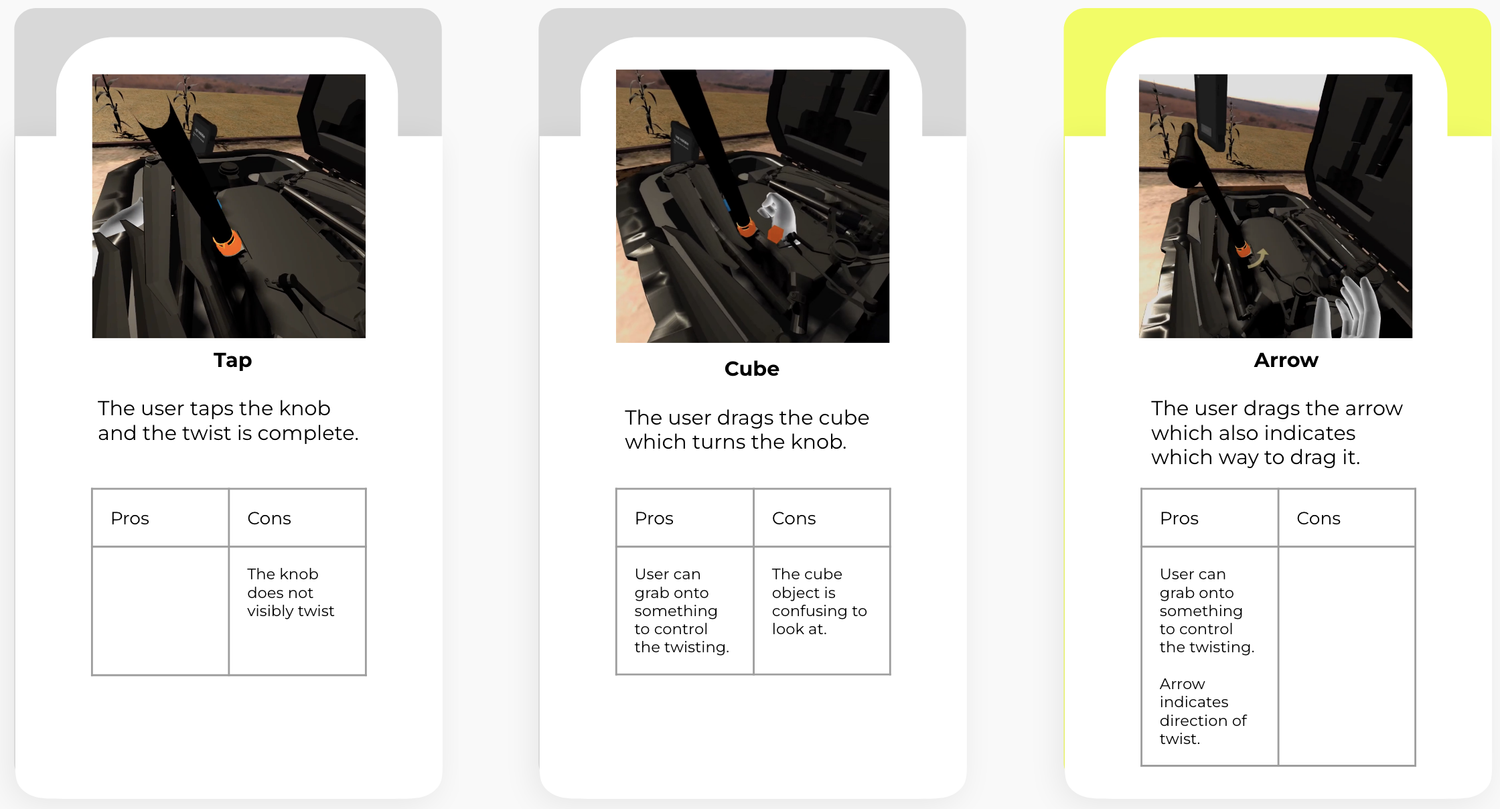 Tap
The user taps the knob
and the twist is complete.
Pros
Cons
The knob
does not
visibly twist
Cube
The user drags the cube
which turns the knob.
Pros
Cons
User can
grab onto
something
to control
the twisting.
The cube
object is
confusing to
look at.
Arrow
The user drags the arrow
which also indicates
which way to drag it.
Pros
Cons
User can
grab onto
something
to control
the twisting.
Arrow
indicates
direction of
twist.